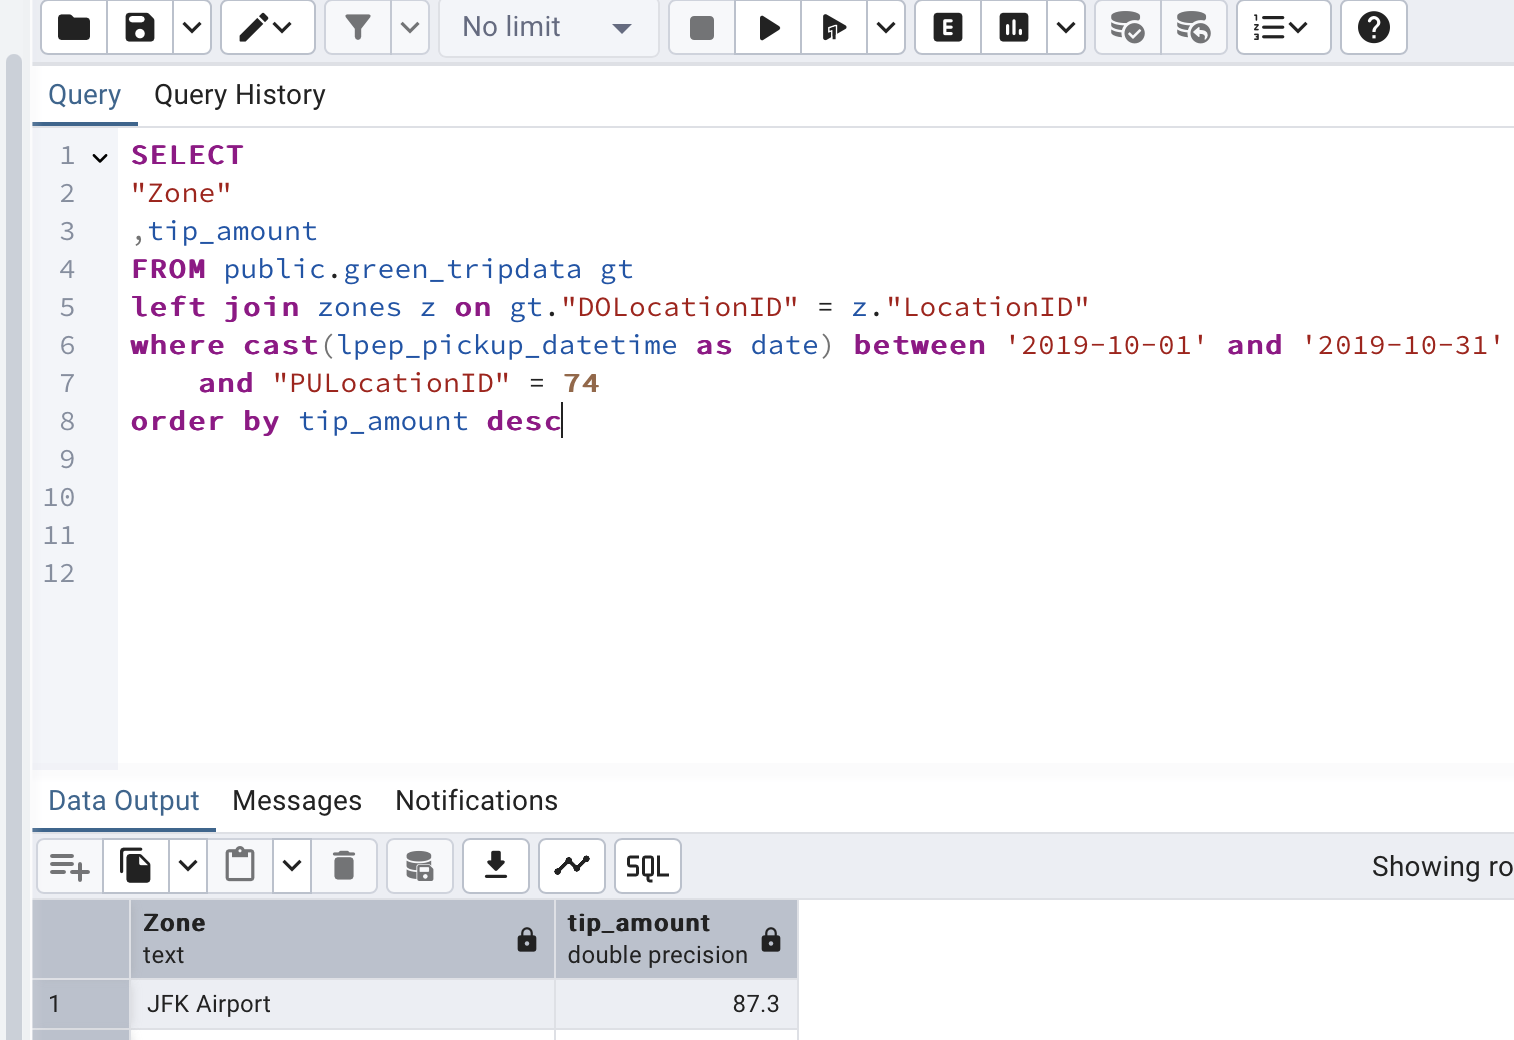 No limit
E
SQL
Query Query History
1 SELECT
2 "Zone"
3 ,tip_amount
4 FROM public.green_tripdata gt
5 left join zones z on gt."DOLocationID" = z."LocationID"
6 where cast(lpep_pickup_datetime as date) between '2019-10-01' and '2019-10-31'
7 and "PULocationID" = 74
8 order by tip_amount desc
9
10
11
12
Data Output Messages Notifications
SQL Showing ro
Zone tip_amount
text double precision
1 JFK Airport 87.3